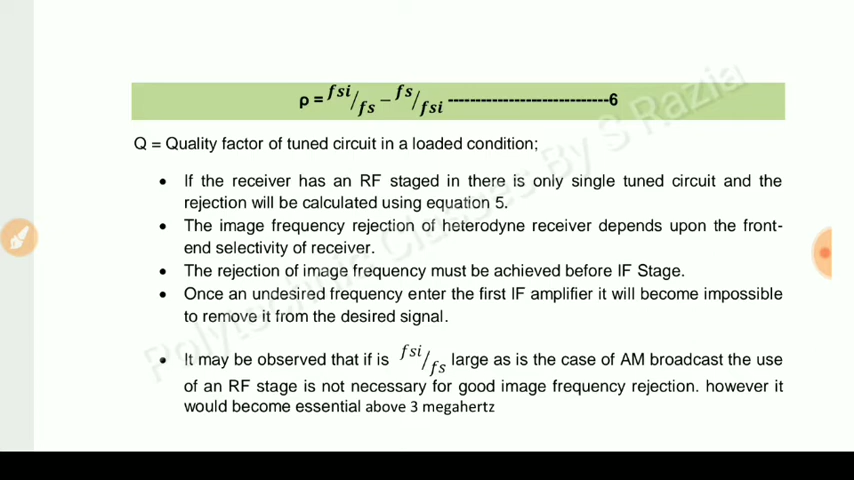 ρ = fsi/fs − fs/fsi ------------------------------6
Q = Quality factor of tuned circuit in a loaded condition;
• If the receiver has an RF staged in there is only single tuned circuit and the
rejection will be calculated using equation 5.
• The image frequency rejection of heterodyne receiver depends upon the front-
end selectivity of receiver.
• The rejection of image frequency must be achieved before IF Stage.
• Once an undesired frequency enter the first IF amplifier it will become impossible
to remove it from the desired signal.
• It may be observed that if is fsi/fs large as is the case of AM broadcast the use
of an RF stage is not necessary for good image frequency rejection. however it
would become essential above 3 megahertz
Polytechnic Classes By S Razia